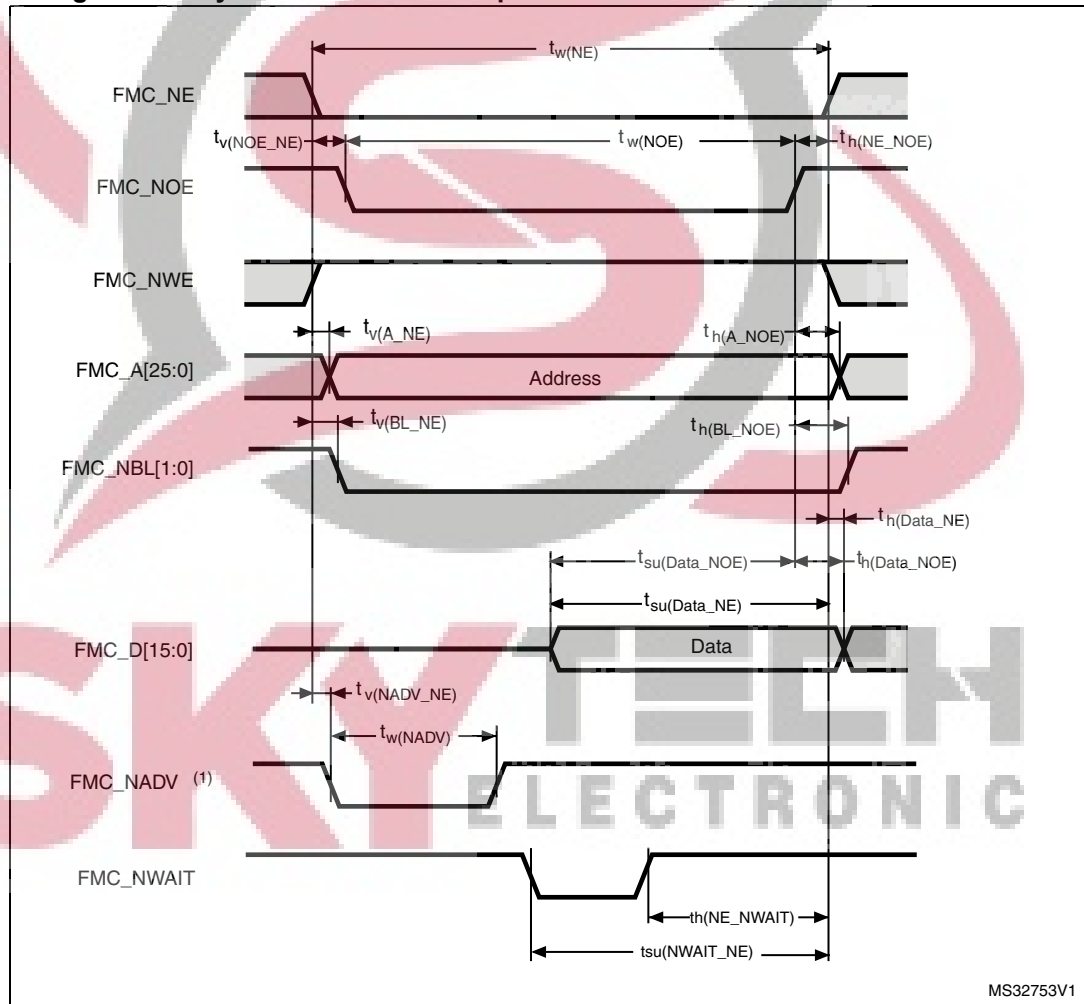 tw(NE)
FMC_NE
tv(NOE_NE)
tw(NOE)
th(NE_NOE)
FMC_NOE
FMC_NWE
tv(A_NE)
th(A_NOE)
FMC_A[25:0]
Address
tv(BL_NE)
th(BL_NOE)
FMC_NBL[1:0]
th(Data_NE)
tsu(Data_NOE)
th(Data_NOE)
tsu(Data_NE)
FMC_D[15:0]
Data
tv(NADV_NE)
tw(NADV)
FMC_NADV (1)
FMC_NWAIT
th(NE_NWAIT)
tsu(NWAIT_NE)
MS32753V1
SKY TECH
ELECTRONIC